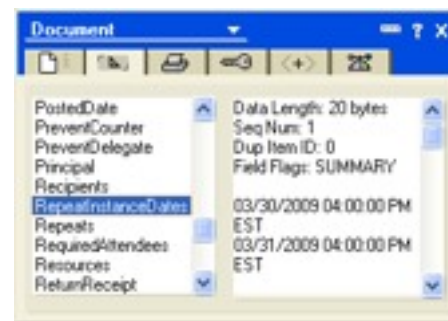 Document
? X
<+>
PostedDate
PreventCounter
PreventDelegate
Principal
Recipients
RepeatInstanceDates
Repeats
RequiredAttendees
Resources
ReturnReceipt
Data Length: 20 bytes
Seq Num: 1
Dup Item ID: 0
Field Flags: SUMMARY
03/30/2009 04:00:00 PM
EST
03/31/2009 04:00:00 PM
EST